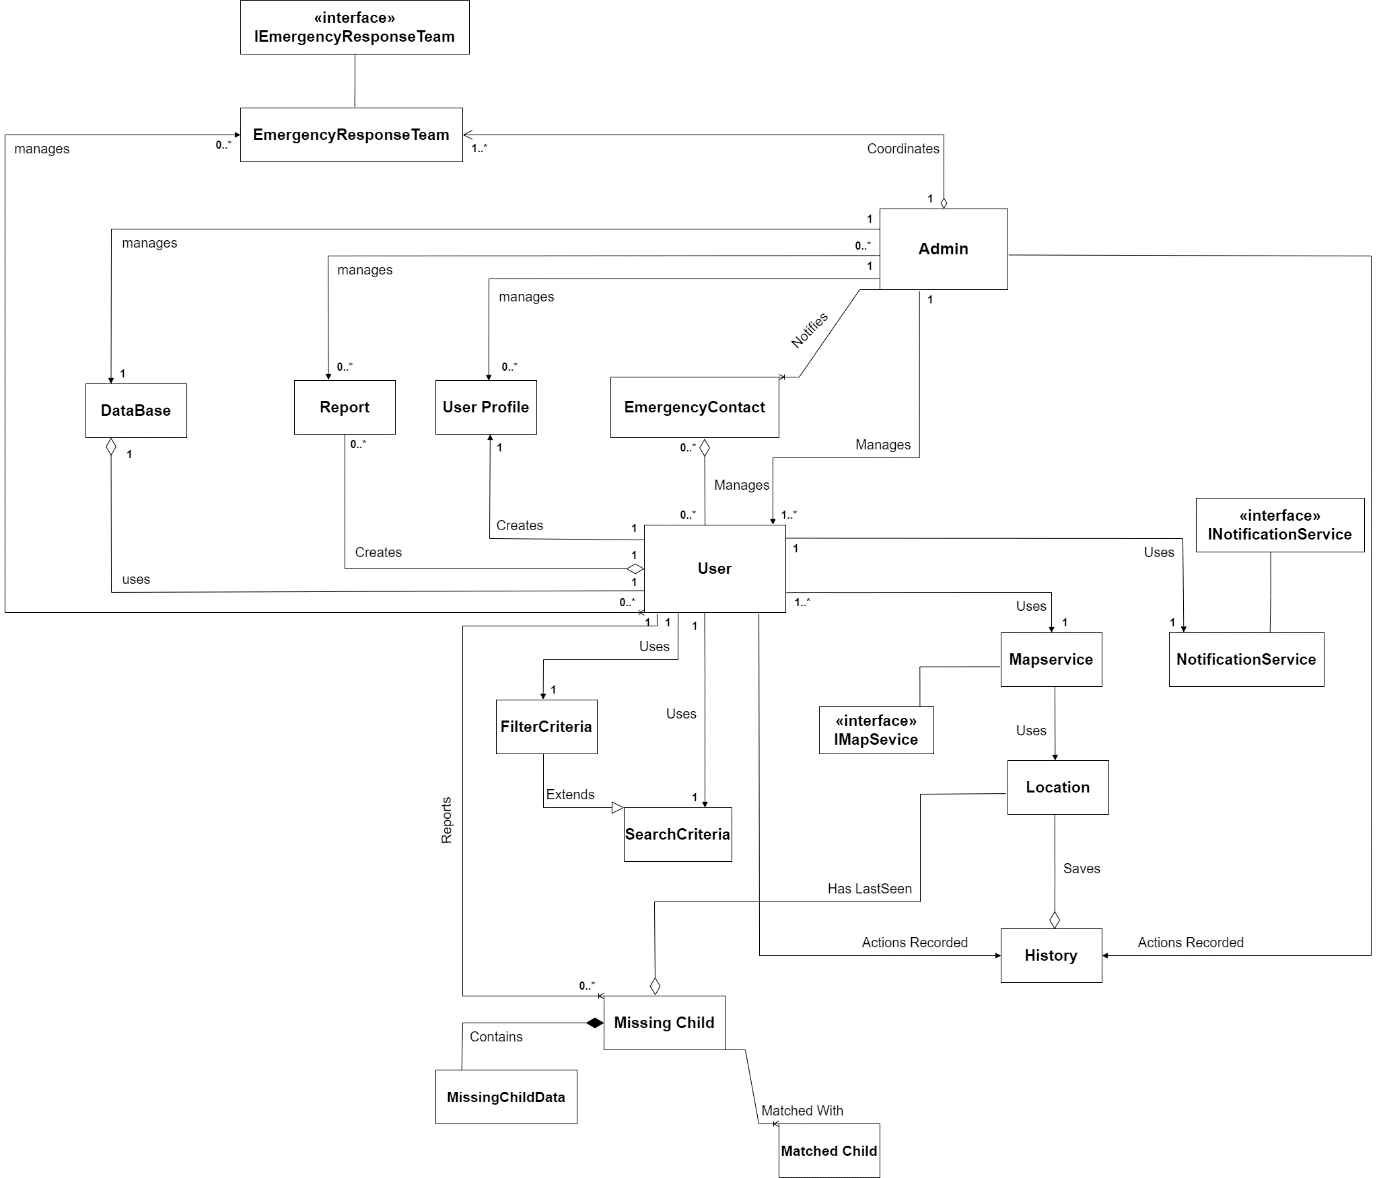 «interface»
IEmergencyResponseTeam
EmergencyResponseTeam
manages
0..*
1..*
Coordinates
1
1
manages
0..*
Admin
manages
1
manages
1
Notifies
0..*
0..*
1
DataBase
Report
User Profile
EmergencyContact
1
0..*
1
0..*
Manages
Manages
0..*
1..*
«interface»
INotificationService
Creates
1
1
Uses
Creates
1
User
uses
1
0..*
1..*
Uses
1
1
1
1
1
Uses
Mapservice
NotificationService
1
Uses
«interface»
IMapSevice
FilterCriteria
Uses
Location
Extends
1
Reports
SearchCriteria
Saves
Has LastSeen
Actions Recorded
History
Actions Recorded
0..*
Missing Child
Contains
MissingChildData
Matched With
Matched Child